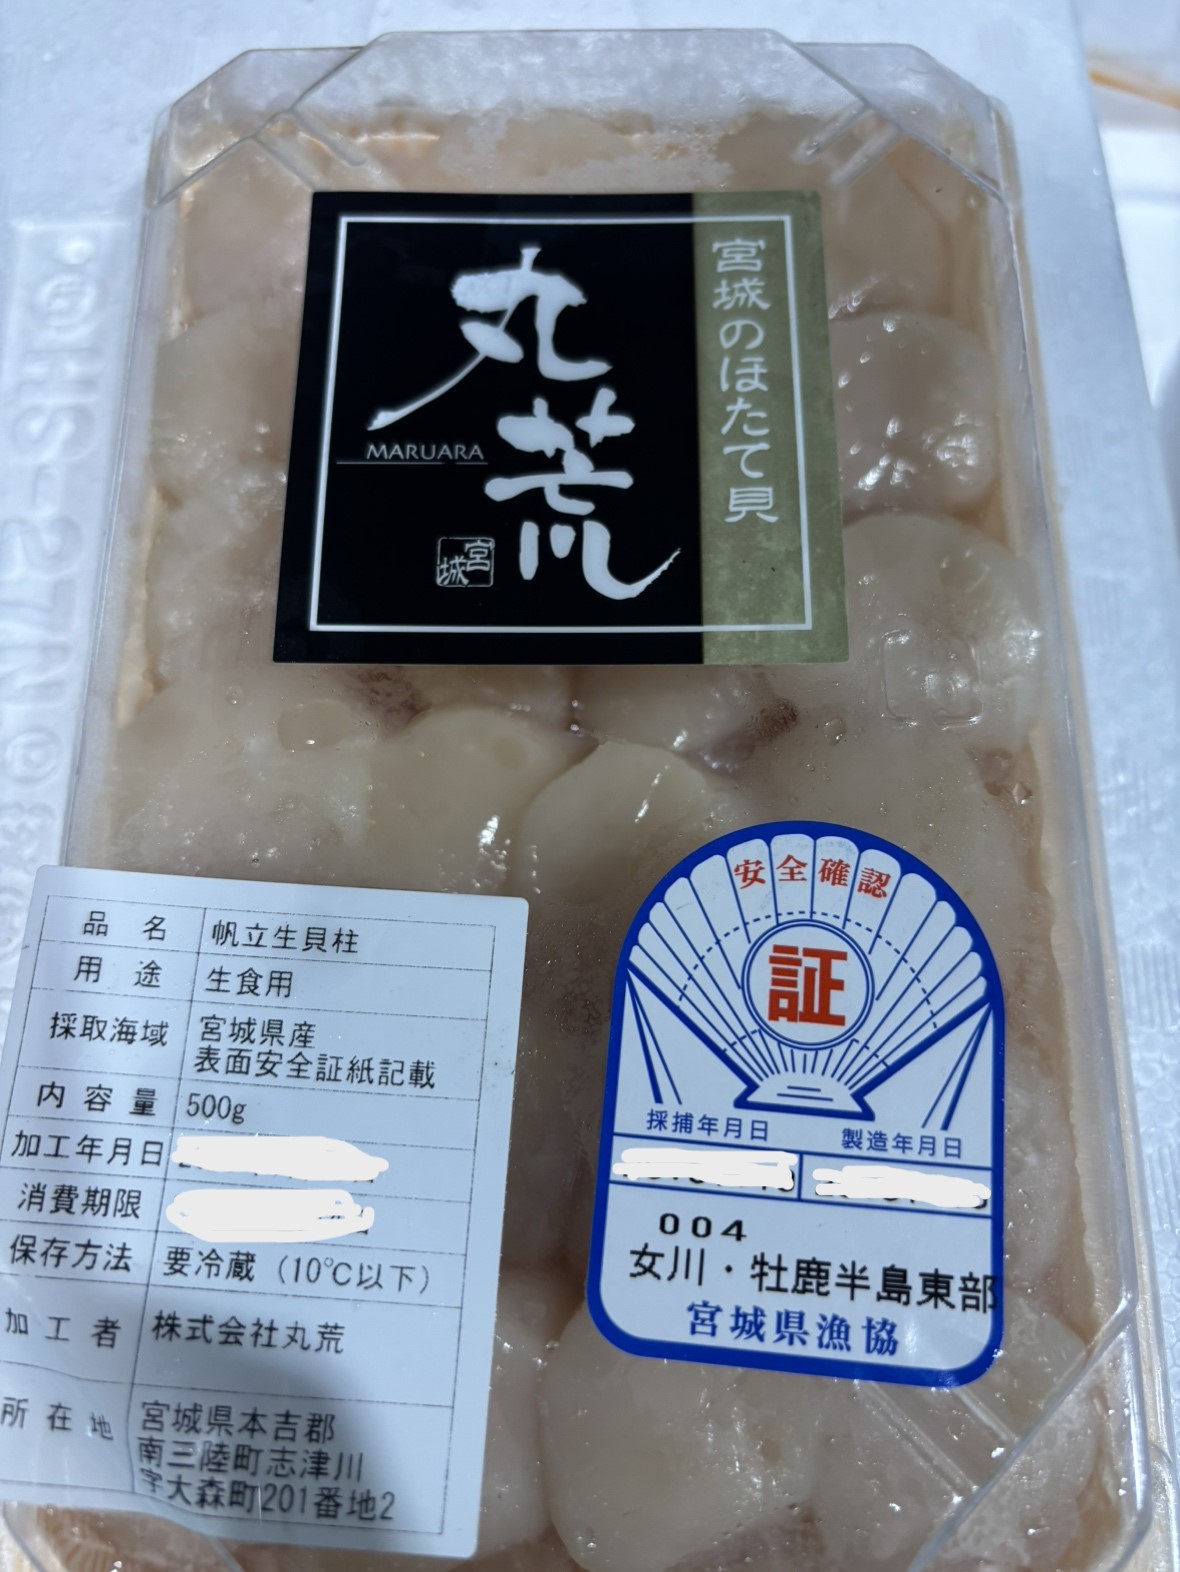 丸荒
MARUARA
宮城
宮城のほたて貝
品名 帆立生貝柱
用途 生食用
採取海域 宮城県産
表面安全証紙記載
内容量 500g
加工年月日
消費期限
保存方法 要冷蔵（10℃以下）
加工者 株式会社丸荒
所在地 宮城県本吉郡
南三陸町志津川
字大森町201番地2
安全確認
証
採捕年月日 製造年月日
004
女川・牡鹿半島東部
宮城県漁協